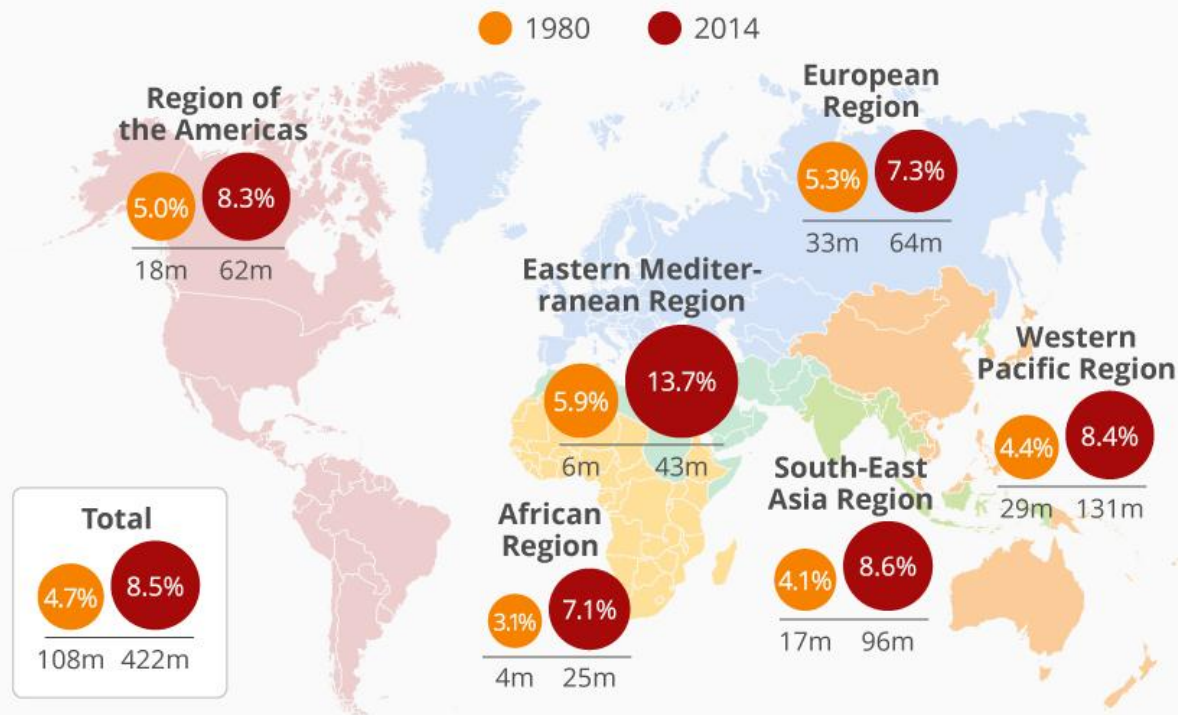 1980 2014
Region of
the Americas
5.0% 8.3%
18m 62m
European
Region
5.3% 7.3%
33m 64m
Eastern Mediter-
ranean Region
5.9% 13.7%
6m 43m
Western
Pacific Region
4.4% 8.4%
29m 131m
South-East
Asia Region
4.1% 8.6%
17m 96m
African
Region
3.1% 7.1%
4m 25m
Total
4.7% 8.5%
108m 422m